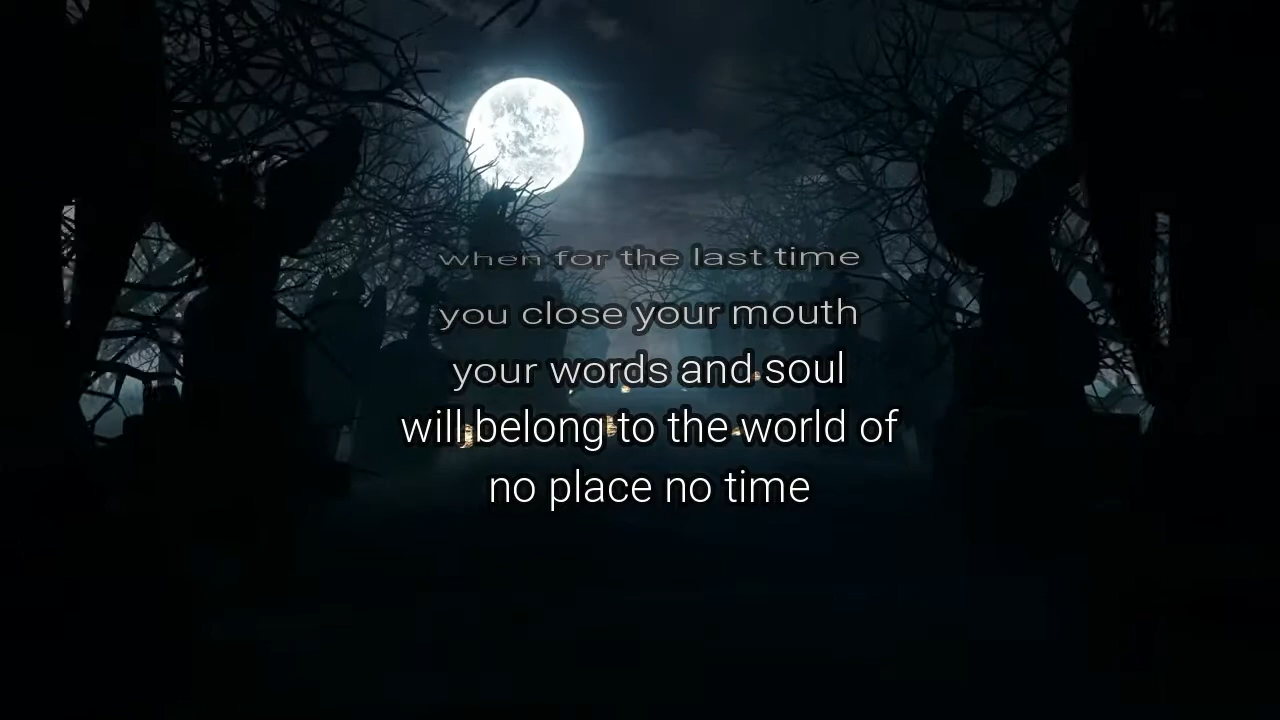 when for the last time
you close your mouth
your words and soul
will belong to the world of
no place no time